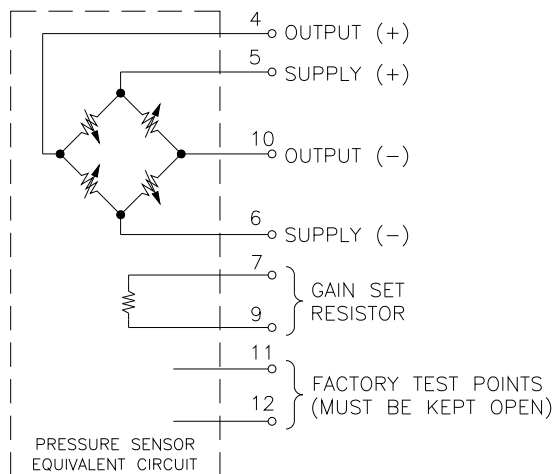 4
OUTPUT (+)
5
SUPPLY (+)
10
OUTPUT (−)
6
SUPPLY (−)
7
GAIN SET
RESISTOR
9
11
FACTORY TEST POINTS
(MUST BE KEPT OPEN)
12
PRESSURE SENSOR
EQUIVALENT CIRCUIT